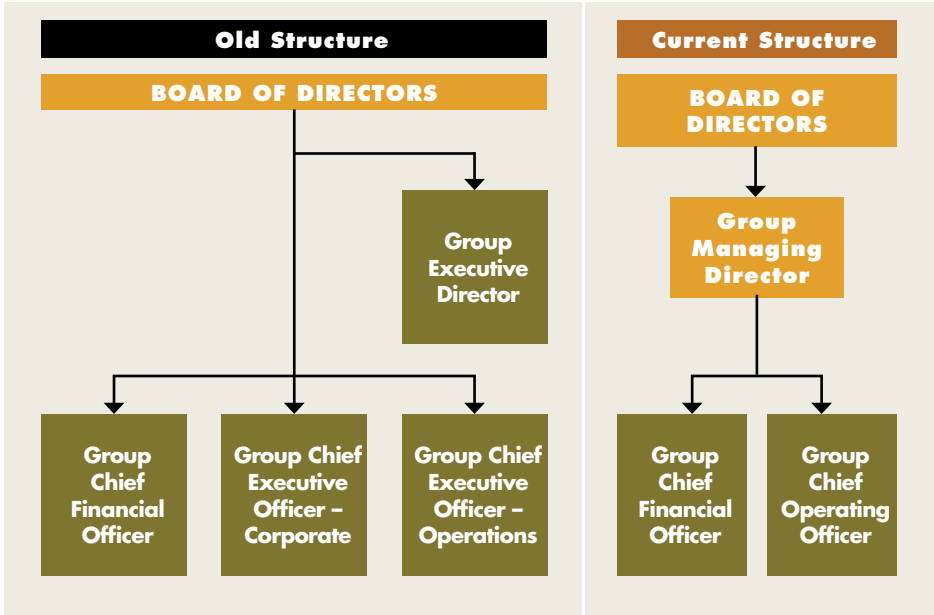 Old Structure
BOARD OF DIRECTORS
Group
Executive
Director
Group
Chief
Financial
Officer
Group Chief
Executive
Officer –
Corporate
Group Chief
Executive
Officer –
Operations
Current Structure
BOARD OF
DIRECTORS
Group
Managing
Director
Group
Chief
Financial
Officer
Group
Chief
Operating
Officer